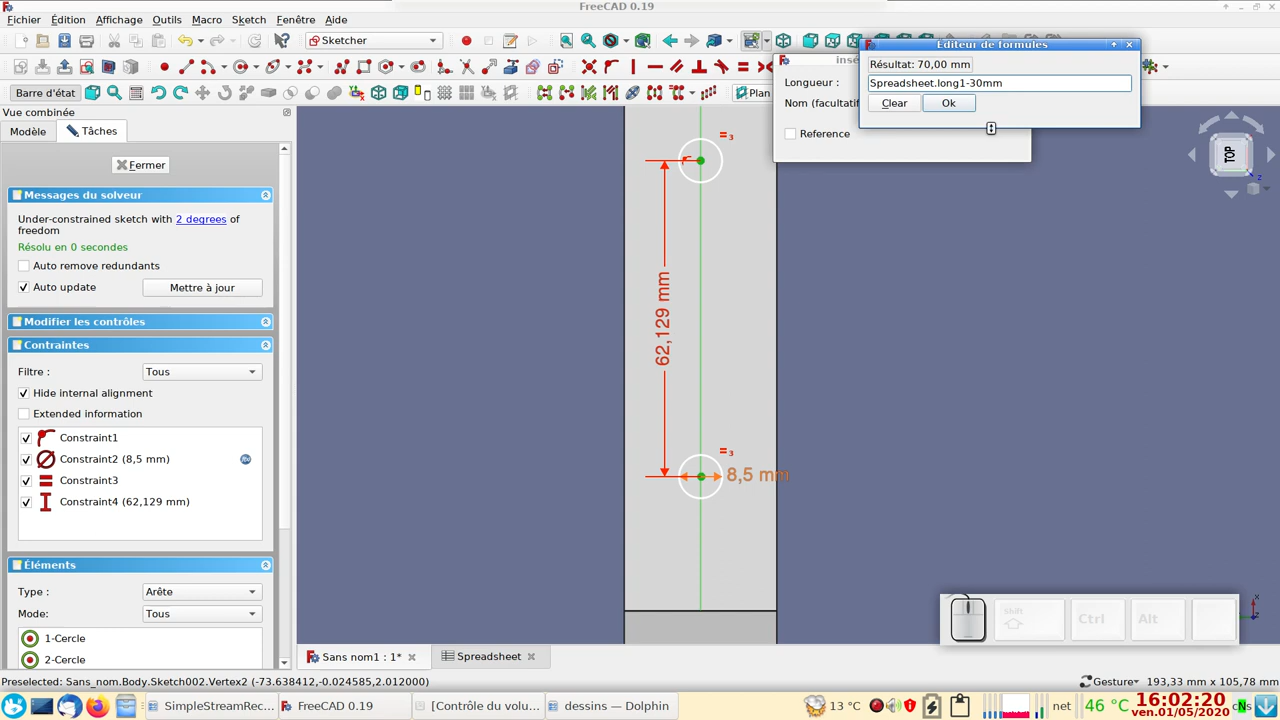 FreeCAD 0.19
Fichier Édition Affichage Outils Macro Sketch Fenêtre Aide
Sketcher
Barre d'état
Plan
Vue combinée
Modèle Tâches
Fermer
Messages du solveur
Under-constrained sketch with 2 degrees of
freedom
Résolu en 0 secondes
Auto remove redundants
Auto update Mettre à jour
Modifier les contrôles
Contraintes
Filtre : Tous
Hide internal alignment
Extended information
Constraint1
Constraint2 (8,5 mm)
Constraint3
Constraint4 (62,129 mm)
Éléments
Type : Arête
Mode: Tous
1-Cercle
2-Cercle
= 3
62,129 mm
= 3
8,5 mm
Longueur :
Nom (facultatif
Reference
Éditeur de formules
Résultat: 70,00 mm
Spreadsheet.long1-30mm
Clear Ok
TOP
Shift Ctrl Alt
Sans nom1 : 1* Spreadsheet
Preselected: Sans_nom.Body.Sketch002.Vertex2 (-73.638412, -0.024585, 2.012000)
Gesture 193,33 mm x 105,78 mm
SimpleStreamRec... FreeCAD 0.19 [Contrôle du volu... dessins — Dolphin
13 °C
46 °C
16:02:20
ven.01/05/2020